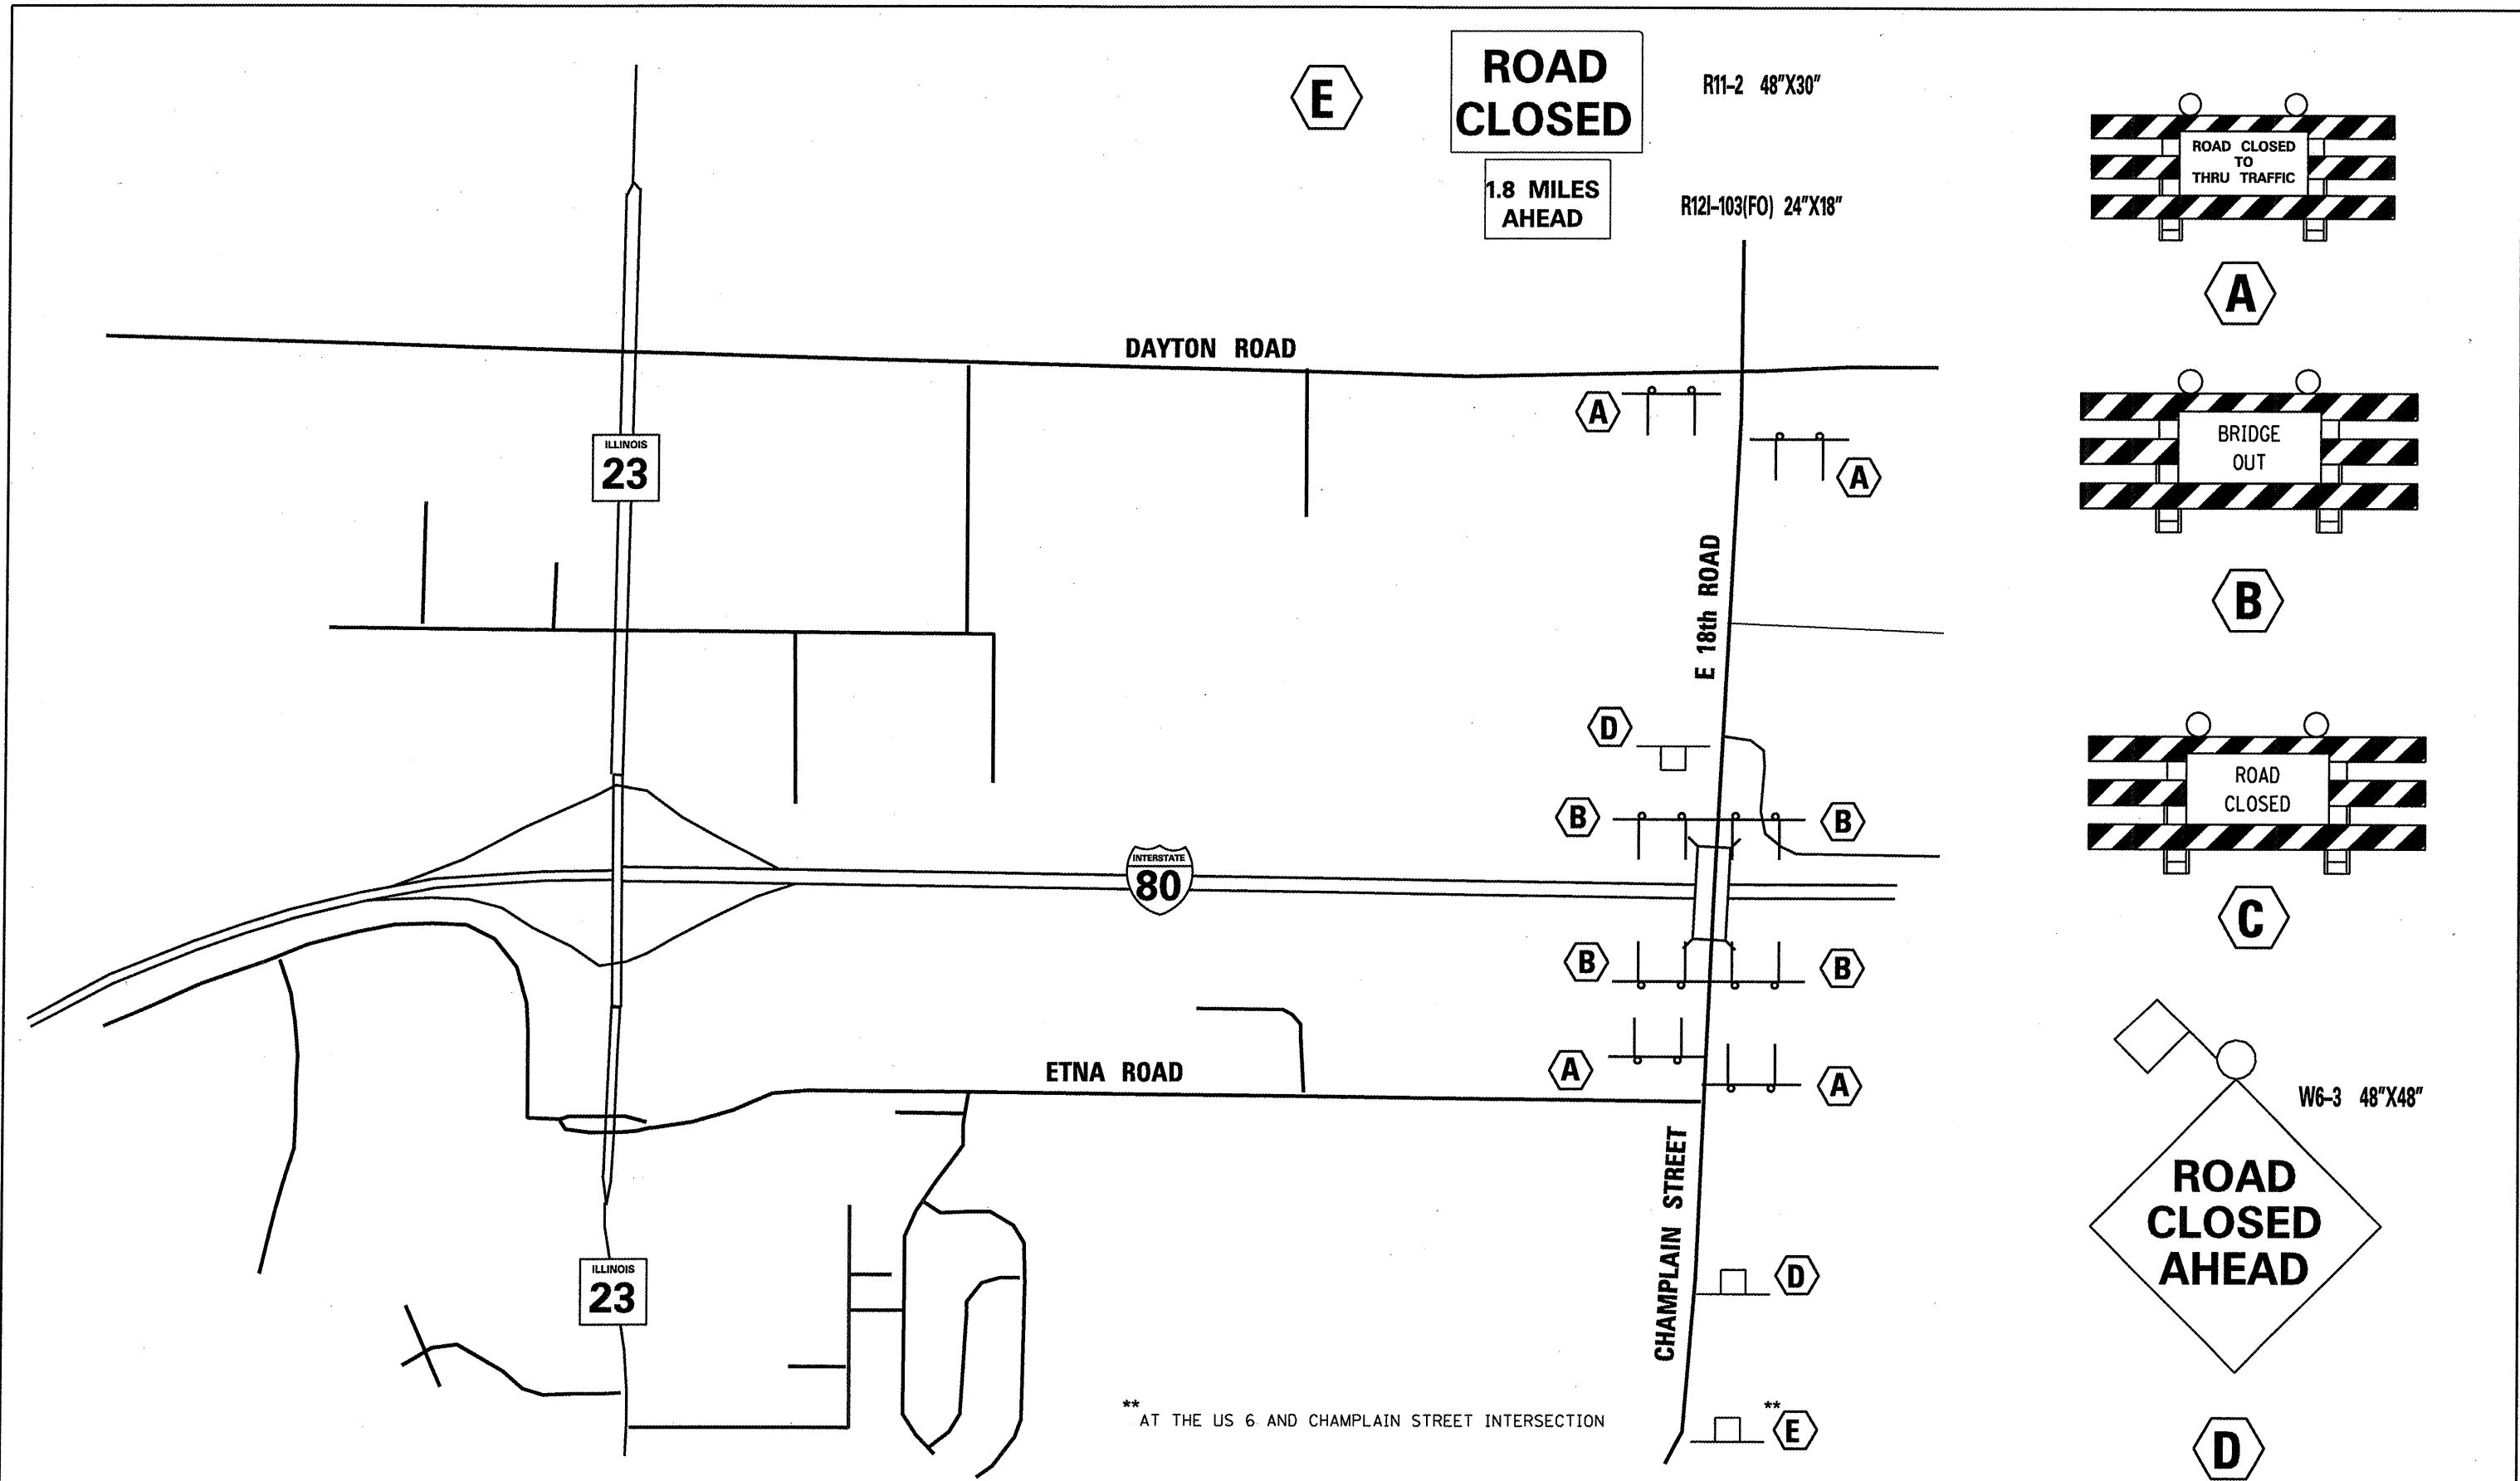 E
ROAD
CLOSED
R11-2 48"X30"
1.8 MILES
AHEAD
R12I-103(FO) 24"X18"
ROAD CLOSED
TO
THRU TRAFFIC
A
DAYTON ROAD
A
A
ILLINOIS
23
BRIDGE
OUT
B
E 18th ROAD
D
B
B
ROAD
CLOSED
C
INTERSTATE
80
B
B
ETNA ROAD
A
A
W6-3 48"X48"
ROAD
CLOSED
AHEAD
D
CHAMPLAIN STREET
ILLINOIS
23
D
** AT THE US 6 AND CHAMPLAIN STREET INTERSECTION
** E